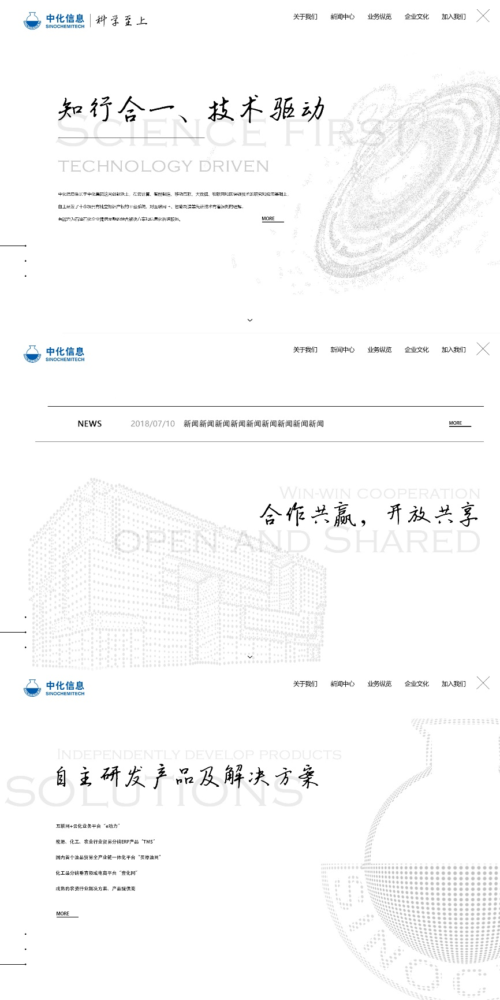 中化信息
SINOCHEMITECH
科学至上
关于我们 新闻中心 业务纵览 企业文化 加入我们
知行合一、技术驱动
SCIENCE FIRST
TECHNOLOGY DRIVEN
中化信息生长于中化集团这片创新沃土，在云计算、智能制造、移动互联、大数据、物联网和区块链技术的研究和应用基础上，
自主研发了十余项具有独立知识产权的平台系统，对互联网+、智能制造等先进技术有着深刻的理解，
有能力为石油石化企业提供完整的综合解决方案和信息化咨询服务。
MORE
中化信息
SINOCHEMITECH
关于我们 新闻中心 业务纵览 企业文化 加入我们
NEWS 2018/07/10 新闻新闻新闻新闻新闻新闻新闻新闻新闻 MORE
WIN-WIN COOPERATION
合作共赢，开放共享
OPEN AND SHARED
中化信息
SINOCHEMITECH
关于我们 新闻中心 业务纵览 企业文化 加入我们
INDEPENDENTLY DEVELOP PRODUCTS
自主研发产品及解决方案
SOLUTIONS
互联网+云化业务平台“e动力”
能源、化工、农业行业贸易分销ERP产品“TMS”
国内首个油品贸易全产业链一体化平台“买原油网”
化工品分销垂直领域电商平台“壹化网”
成熟的农资行业解决方案、产品提供商
MORE
SINOC